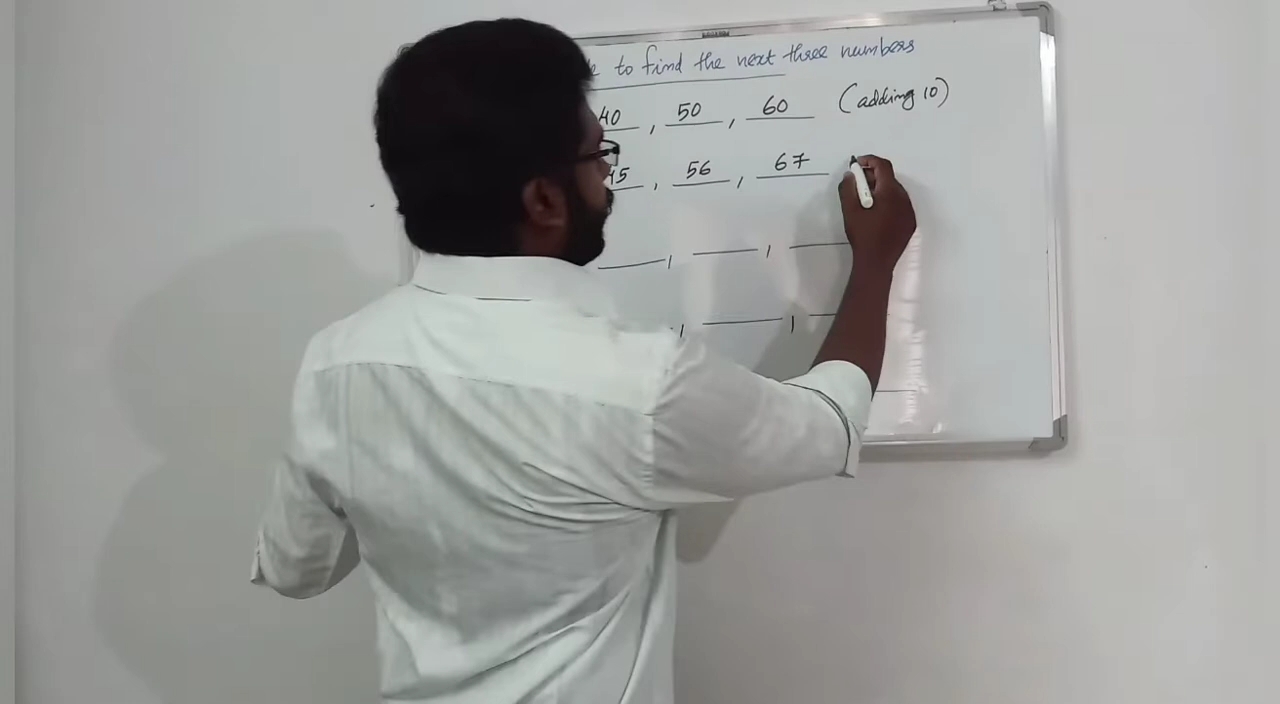 to find the next three numbers
40, 50, 60 (adding 10)
45, 56, 67